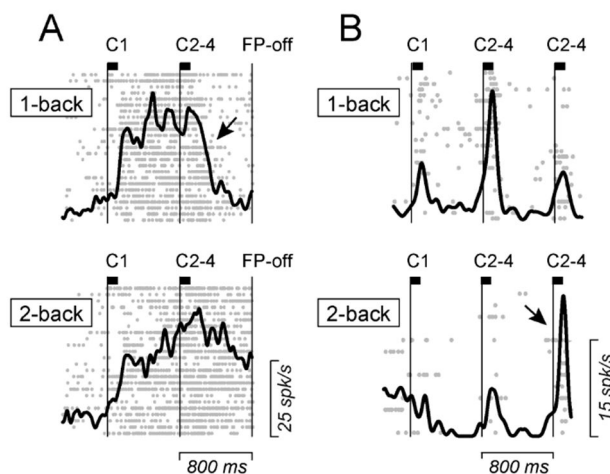 A
B
C1 C2-4 FP-off
C1 C2-4 C2-4
1-back
1-back
C1 C2-4 FP-off
C1 C2-4 C2-4
2-back
2-back
25 spk/s
15 spk/s
800 ms
800 ms